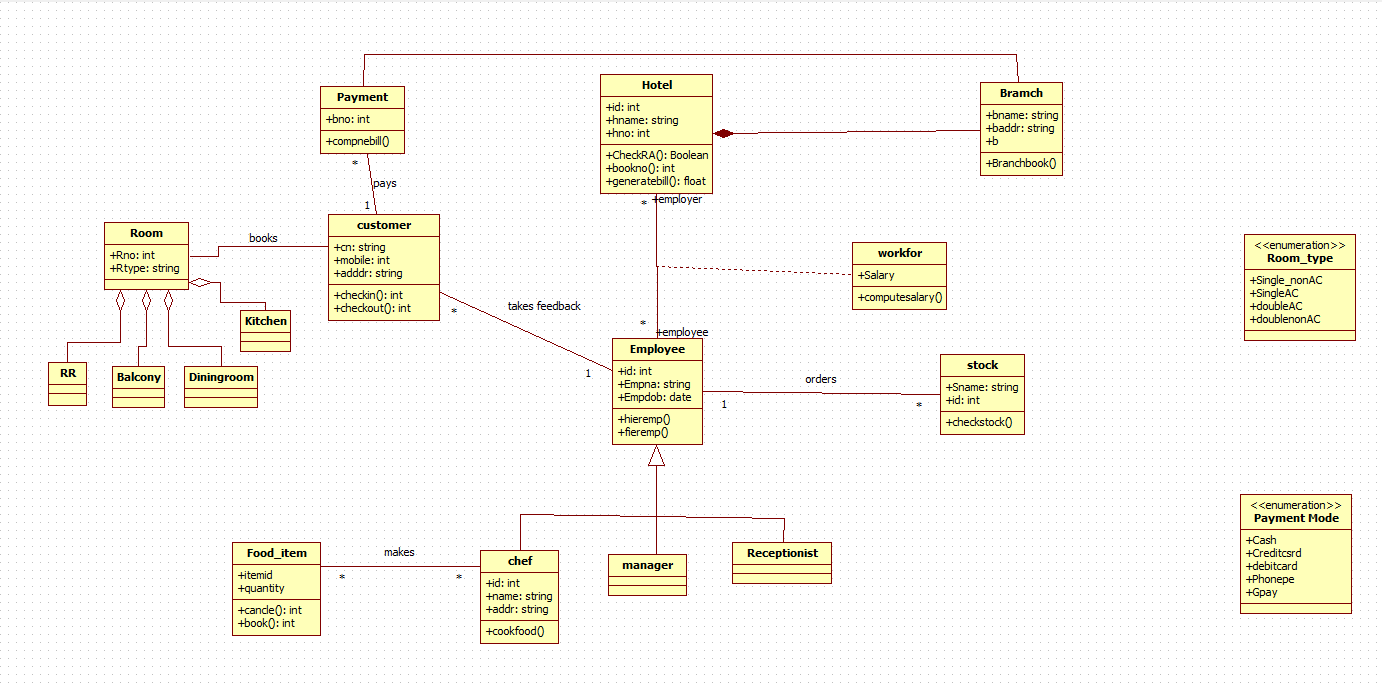 Payment
+bno: int
+compnebill()
*
pays
1
Hotel
+id: int
+hname: string
+hno: int
+CheckRA(): Boolean
+bookno(): int
+generatebill(): float
* +employer
Bramch
+bname: string
+baddr: string
+b
+Branchbook()
Room
+Rno: int
+Rtype: string
books
customer
+cn: string
+mobile: int
+adddr: string
+checkin(): int
+checkout(): int
*
takes feedback
1
workfor
+Salary
+computesalary()
<<enumeration>>
Room_type
+Single_nonAC
+SingleAC
+doubleAC
+doublenonAC
Kitchen
RR
Balcony
Diningroom
*
+employee
Employee
+id: int
+Empna: string
+Empdob: date
+hieremp()
+fieremp()
orders
1
*
stock
+Sname: string
+id: int
+checkstock()
Food_item
+itemid
+quantity
+cancle(): int
+book(): int
makes
*
*
chef
+id: int
+name: string
+addr: string
+cookfood()
manager
Receptionist
<<enumeration>>
Payment Mode
+Cash
+Creditcsrd
+debitcard
+Phonepe
+Gpay